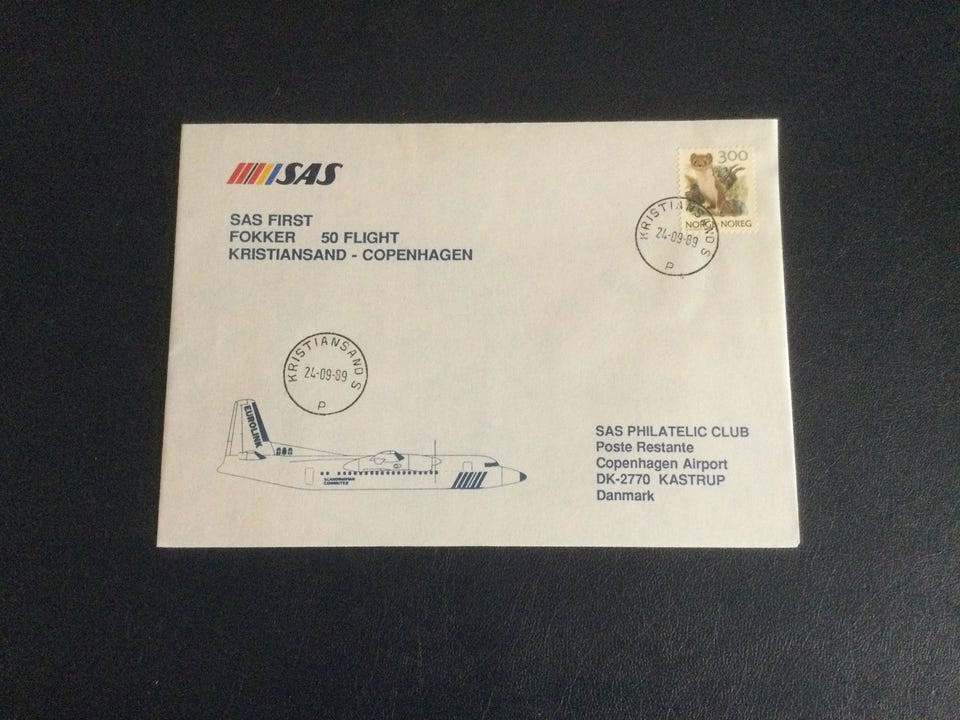 SAS
SAS FIRST
FOKKER 50 FLIGHT
KRISTIANSAND - COPENHAGEN
300
NORGE·NOREG
KRISTIANSAND S
24-09-89
P
KRISTIANSAND S
24-09-89
P
EUROLINK
SCANDINAVIAN
COMMUTER
SAS PHILATELIC CLUB
Poste Restante
Copenhagen Airport
DK-2770 KASTRUP
Danmark